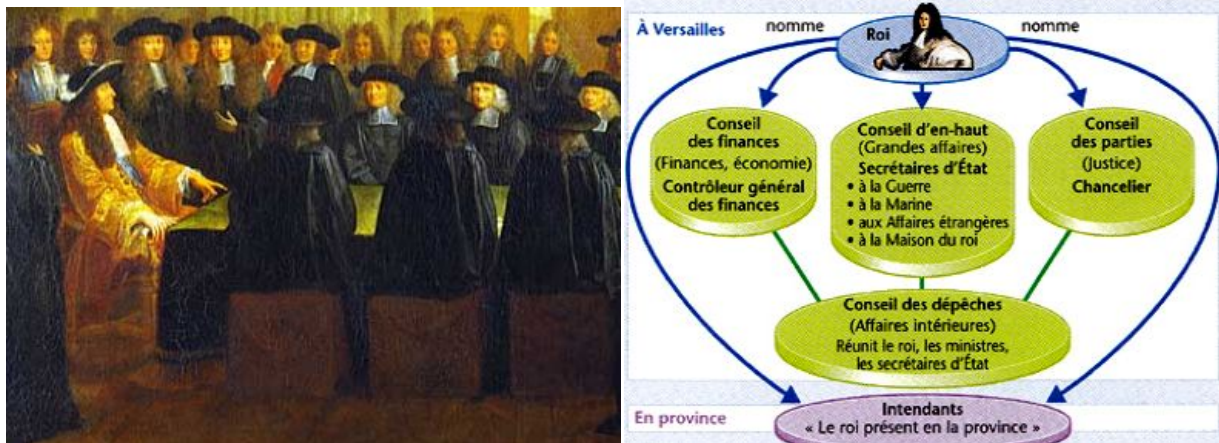 À Versailles
nomme
Roi
nomme
Conseil
des finances
(Finances, économie)
Contrôleur général
des finances
Conseil d'en-haut
(Grandes affaires)
Secrétaires d'État
• à la Guerre
• à la Marine
• aux Affaires étrangères
• à la Maison du roi
Conseil
des parties
(Justice)
Chancelier
Conseil des dépêches
(Affaires intérieures)
Réunit le roi, les ministres,
les secrétaires d'État
En province
Intendants
« Le roi présent en la province »